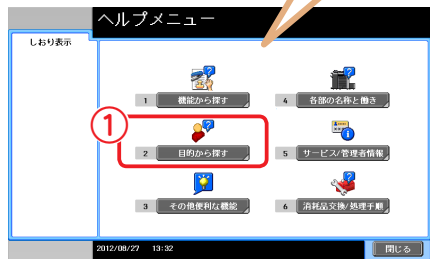 ヘルプメニュー
しおり表示
1 機能から探す
4 各部の名称と働き
①
2 目的から探す
5 サービス/管理者情報
3 その他便利な機能
6 消耗品交換/処理手順
2012/08/27 13:32
閉じる